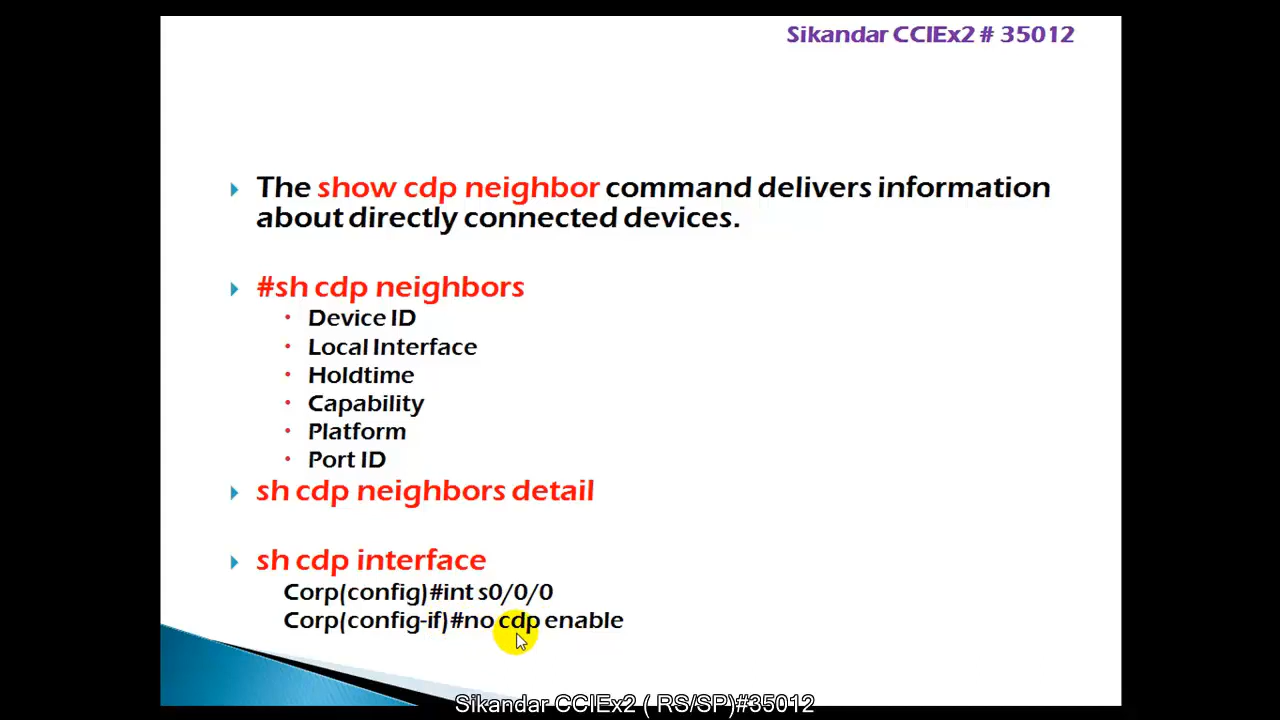 Sikandar CCIEx2 # 35012
The show cdp neighbor command delivers information
about directly connected devices.
#sh cdp neighbors
Device ID
Local Interface
Holdtime
Capability
Platform
Port ID
sh cdp neighbors detail
sh cdp interface
Corp(config)#int s0/0/0
Corp(config-if)#no cdp enable
Sikandar CCIEx2 ( RS/SP)#35012